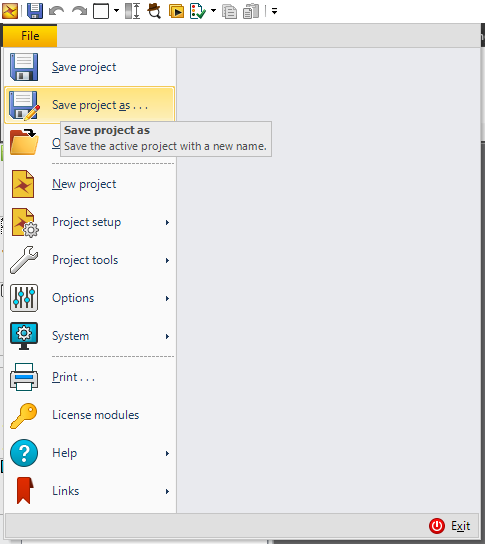 File
Save project
Save project as . . .
Save project as
Save the active project with a new name.
O
New project
Project setup
Project tools
Options
System
Print . . .
License modules
Help
Links
Exit